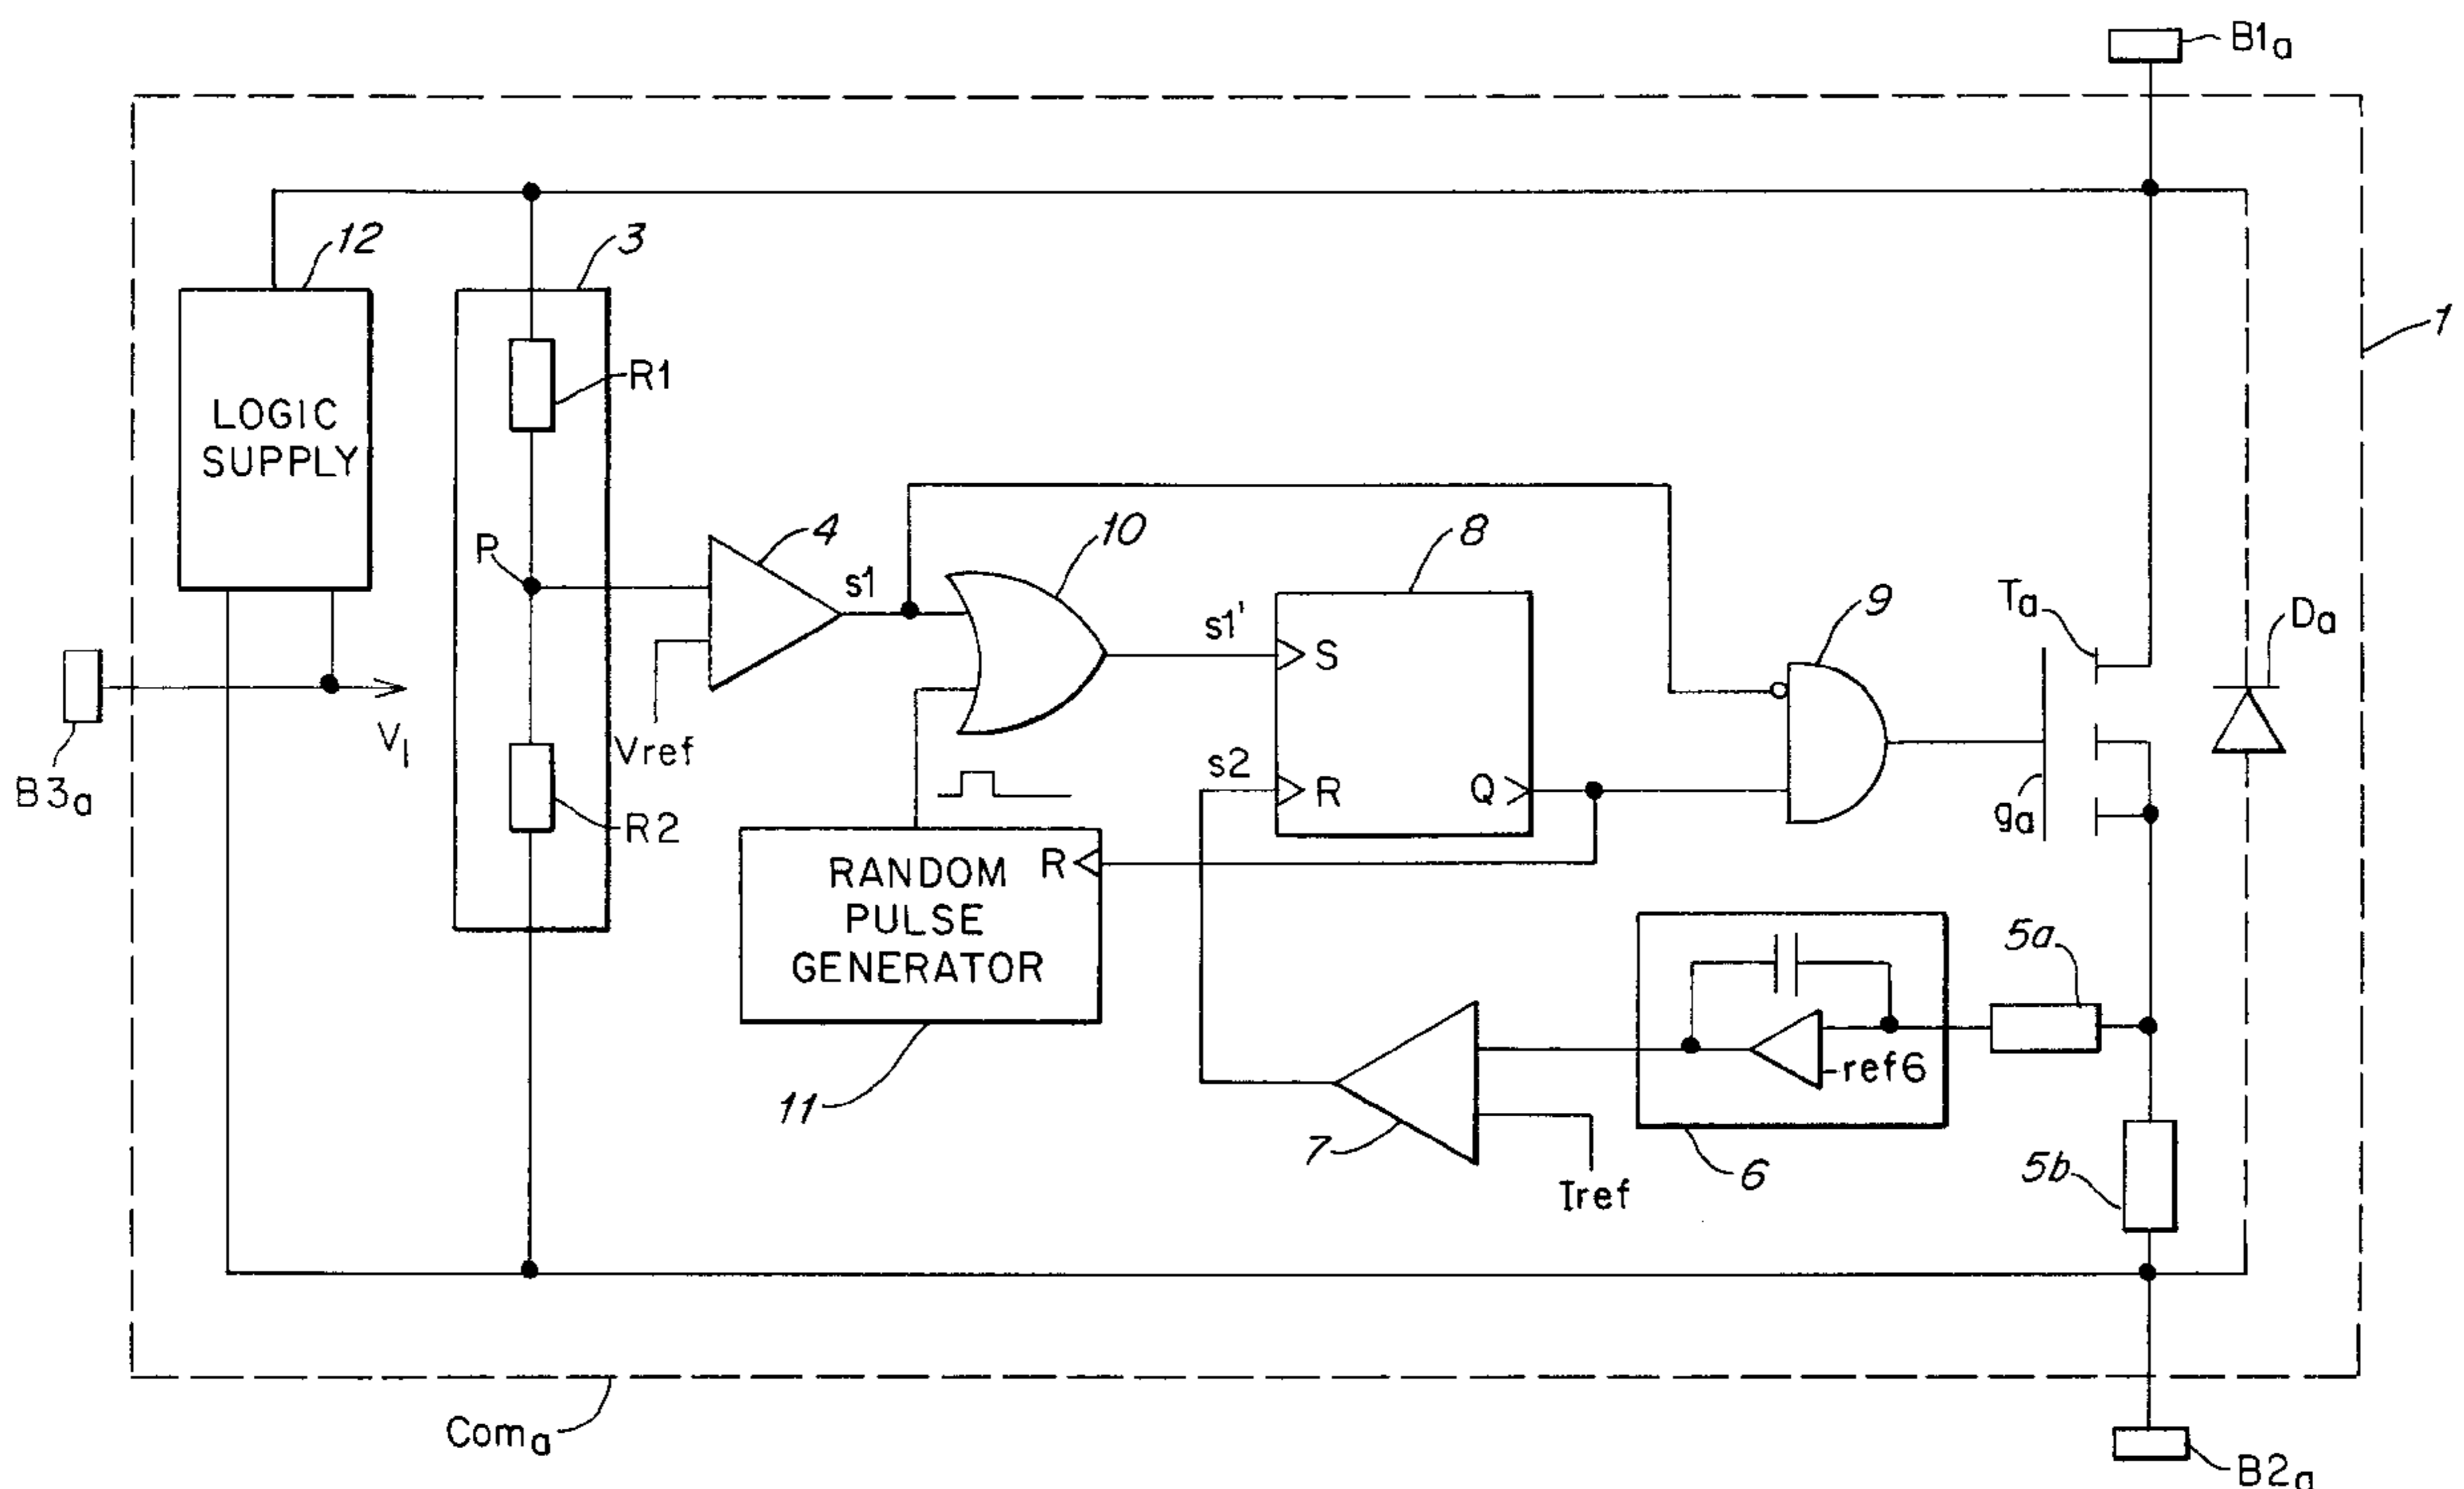 B1a
1
12
3
LOGIC
SUPPLY
R1
P
4
s1
10
8
s1'
S
9
Ta
Da
B3a
Vl
Vref
s2
R
Q
ga
R2
RANDOM
PULSE
GENERATOR
R
11
5a
ref6
7
Iref
6
5b
Coma
B2a